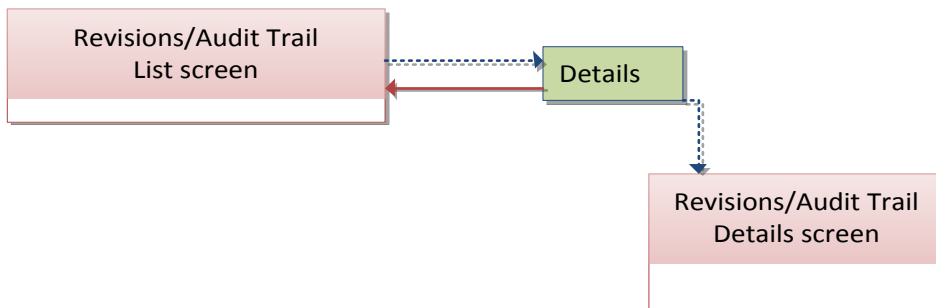 Revisions/Audit Trail
List screen
Details
Revisions/Audit Trail
Details screen